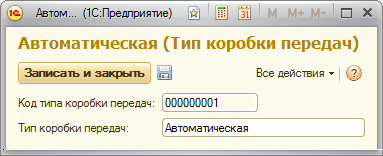 Автом... (1С:Предприятие) M M+ M-
Автоматическая (Тип коробки передач)
Записать и закрыть Все действия ?
Код типа коробки передач: 000000001
Тип коробки передач: Автоматическая